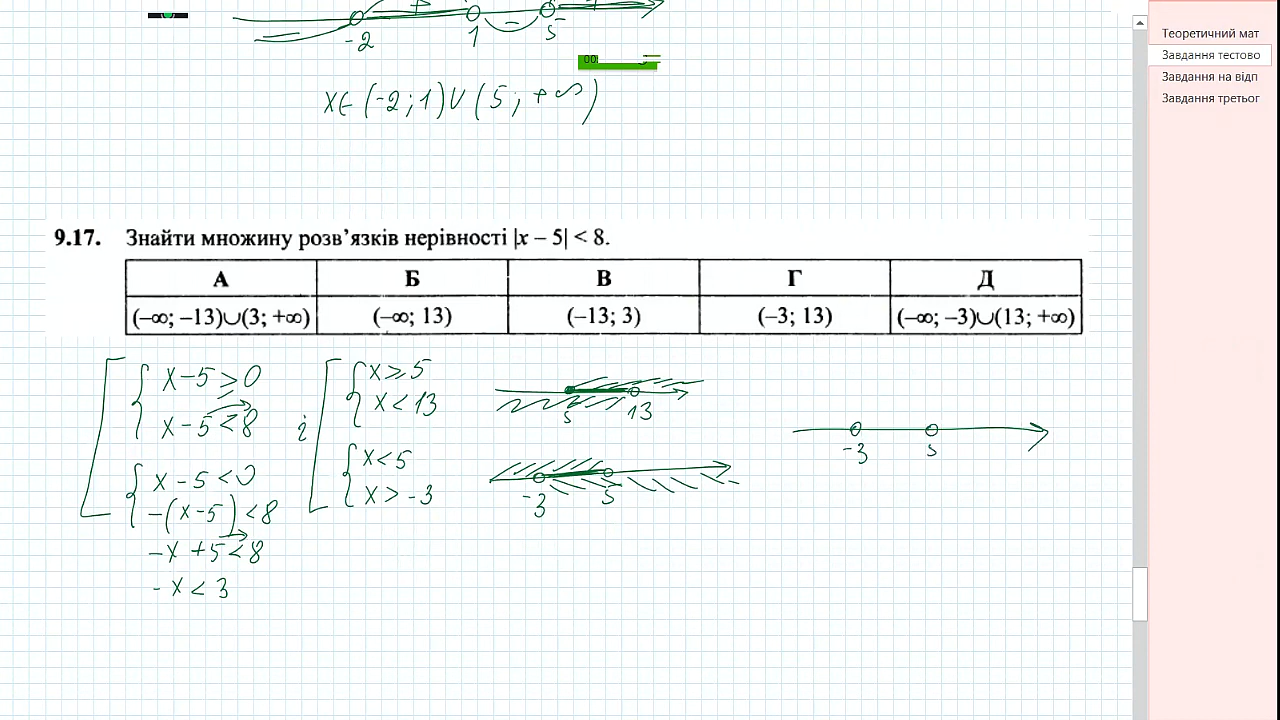 -2 1 5
x∈(-2;1)∪(5;+∞)
9.17. Знайти множину розв’язків нерівності |x – 5| < 8.
А Б В Г Д
(–∞; –13)∪(3; +∞) (–∞; 13) (–13; 3) (–3; 13) (–∞; –3)∪(13; +∞)
x-5≥0
x-5<8
x-5<0
-(x-5)<8
-x+5<8
-x<3
x≥5
x<13
x<5
x>-3
5 13
-3 5
-3 5
Теоретичний мат
Завдання тестово
Завдання на відп
Завдання третьог